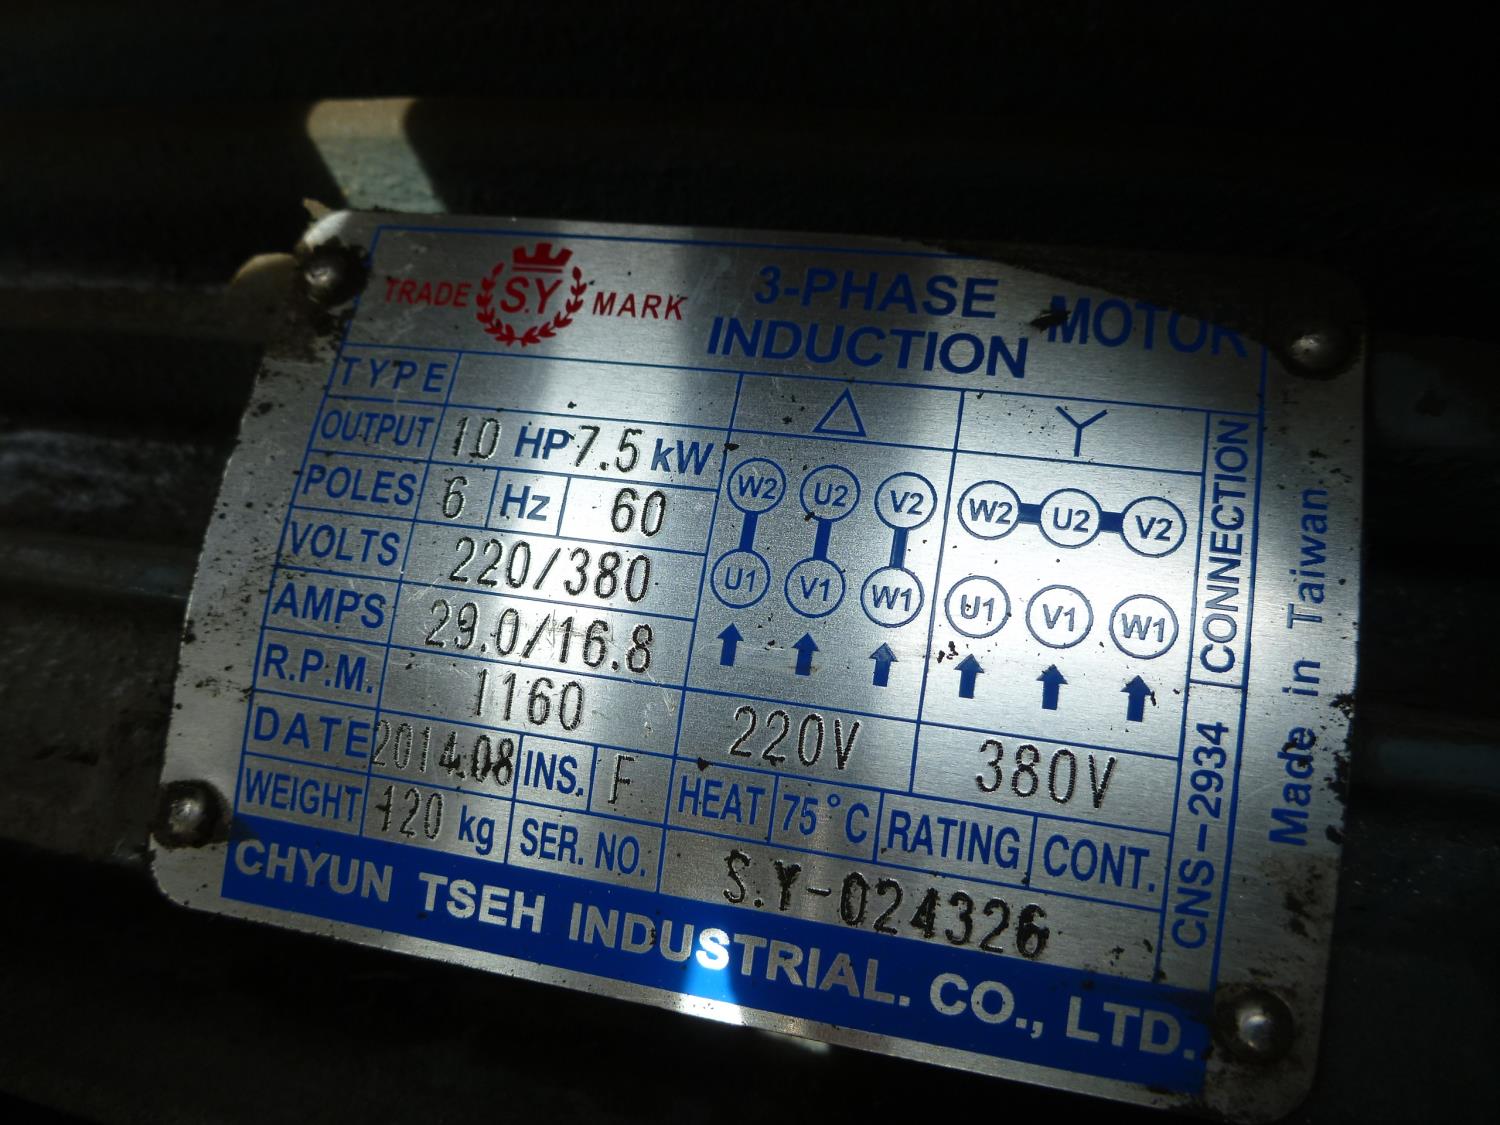 TRADE S.Y MARK
3-PHASE
INDUCTION MOTOR
TYPE
OUTPUT 10 HP 7.5 kW
POLES 6 Hz 60
VOLTS 220/380
AMPS 29.0/16.8
R.P.M. 1160
DATE 2014.08 INS. F
WEIGHT 120 kg SER. NO. S.Y-024326
△ Y
W2 U2 V2 W2 U2 V2
U1 V1 W1 U1 V1 W1
220V 380V
HEAT 75°C RATING CONT.
CONNECTION
CNS-2934
Made in Taiwan
CHYUN TSEH INDUSTRIAL. CO., LTD.